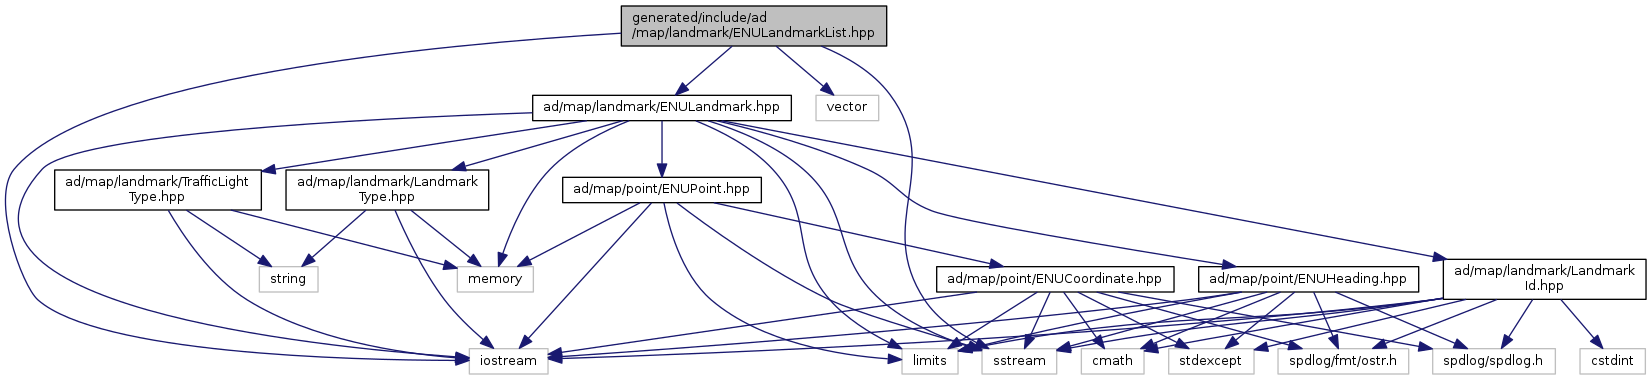 generated/include/ad
/map/landmark/ENULandmarkList.hpp
ad/map/landmark/ENULandmark.hpp
vector
ad/map/landmark/TrafficLight
Type.hpp
ad/map/landmark/Landmark
Type.hpp
ad/map/point/ENUPoint.hpp
string
memory
ad/map/point/ENUCoordinate.hpp
ad/map/point/ENUHeading.hpp
ad/map/landmark/Landmark
Id.hpp
iostream
limits
sstream
cmath
stdexcept
spdlog/fmt/ostr.h
spdlog/spdlog.h
cstdint